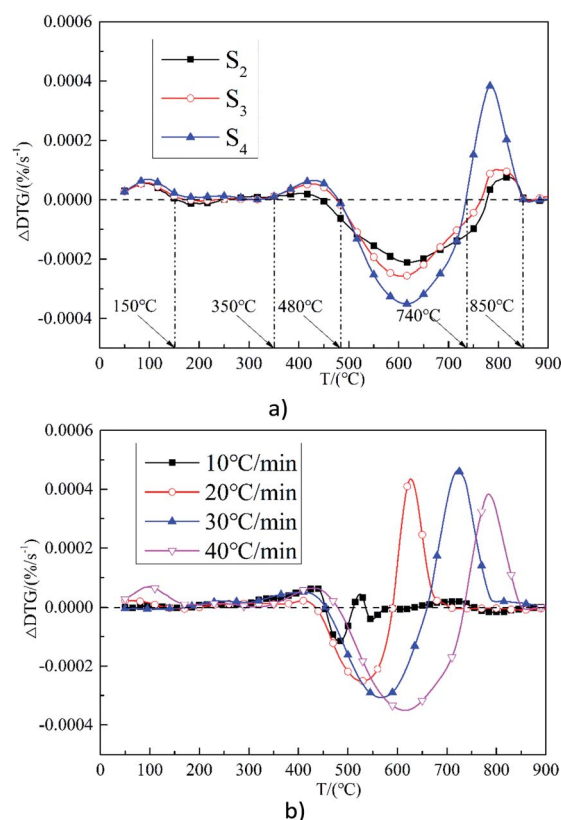 0.0006
0.0004
0.0002
0.0000
-0.0002
-0.0004
△DTG/(%/s⁻¹)
S₂
S₃
S₄
150℃
350℃
480℃
740℃
850℃
0 100 200 300 400 500 600 700 800 900
T/(℃)
a)
0.0006
0.0004
0.0002
0.0000
-0.0002
-0.0004
△DTG/(%/s⁻¹)
10℃/min
20℃/min
30℃/min
40℃/min
0 100 200 300 400 500 600 700 800 900
T/(℃)
b)